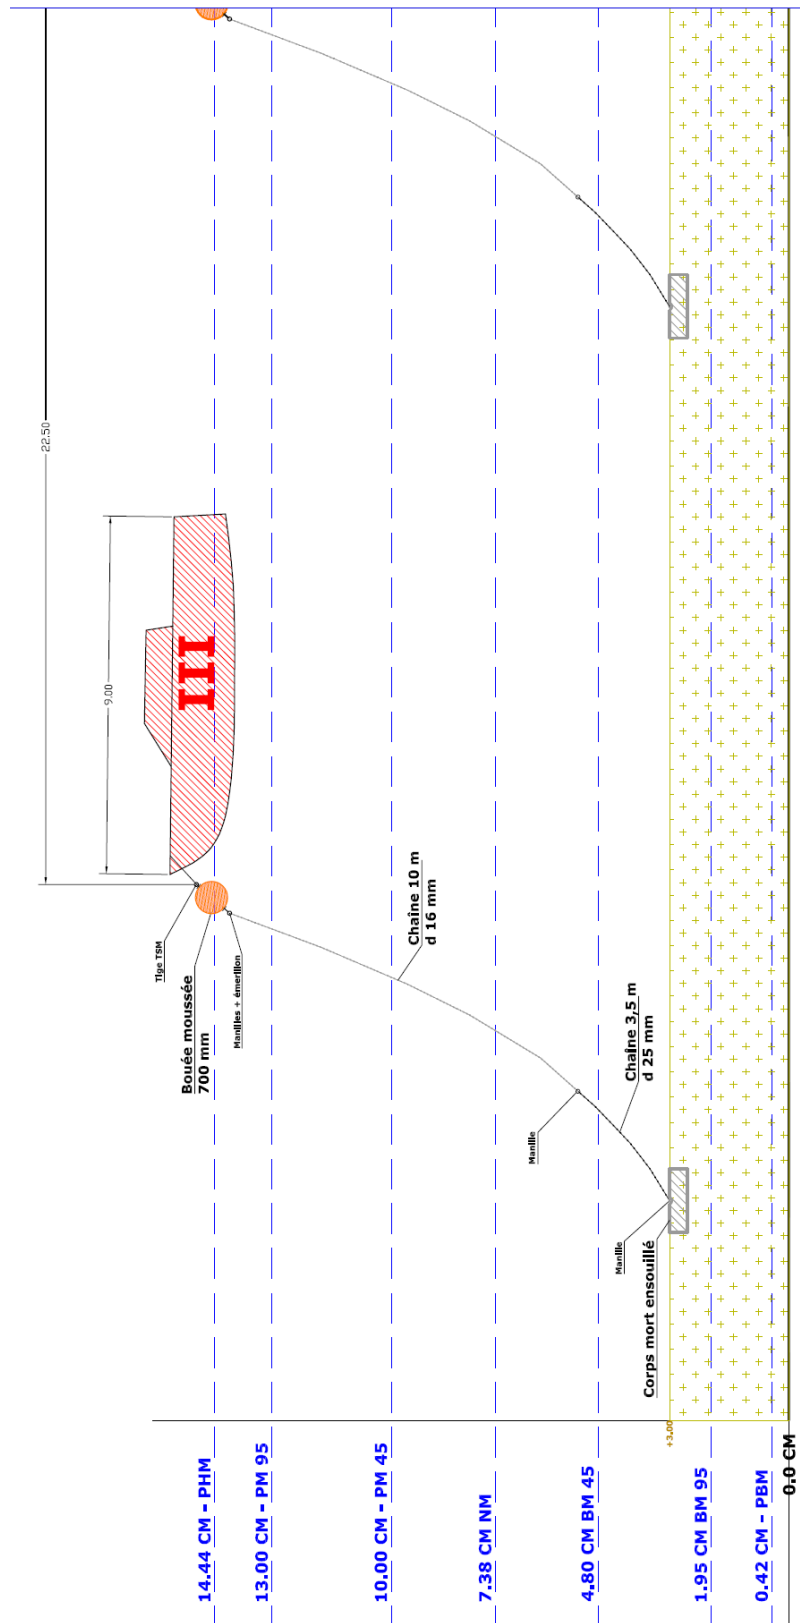 22.50
9.00
III
Tige TSM
Bouée moussée
700 mm
Manilles + émerillon
Chaîne 10 m
d 16 mm
Manille
Chaîne 3,5 m
d 25 mm
Manille
Corps mort ensouillé
+3.00
14.44 CM - PHM
13.00 CM - PM 95
10.00 CM - PM 45
7.38 CM NM
4.80 CM BM 45
1.95 CM BM 95
0.42 CM - PBM
0.0 CM